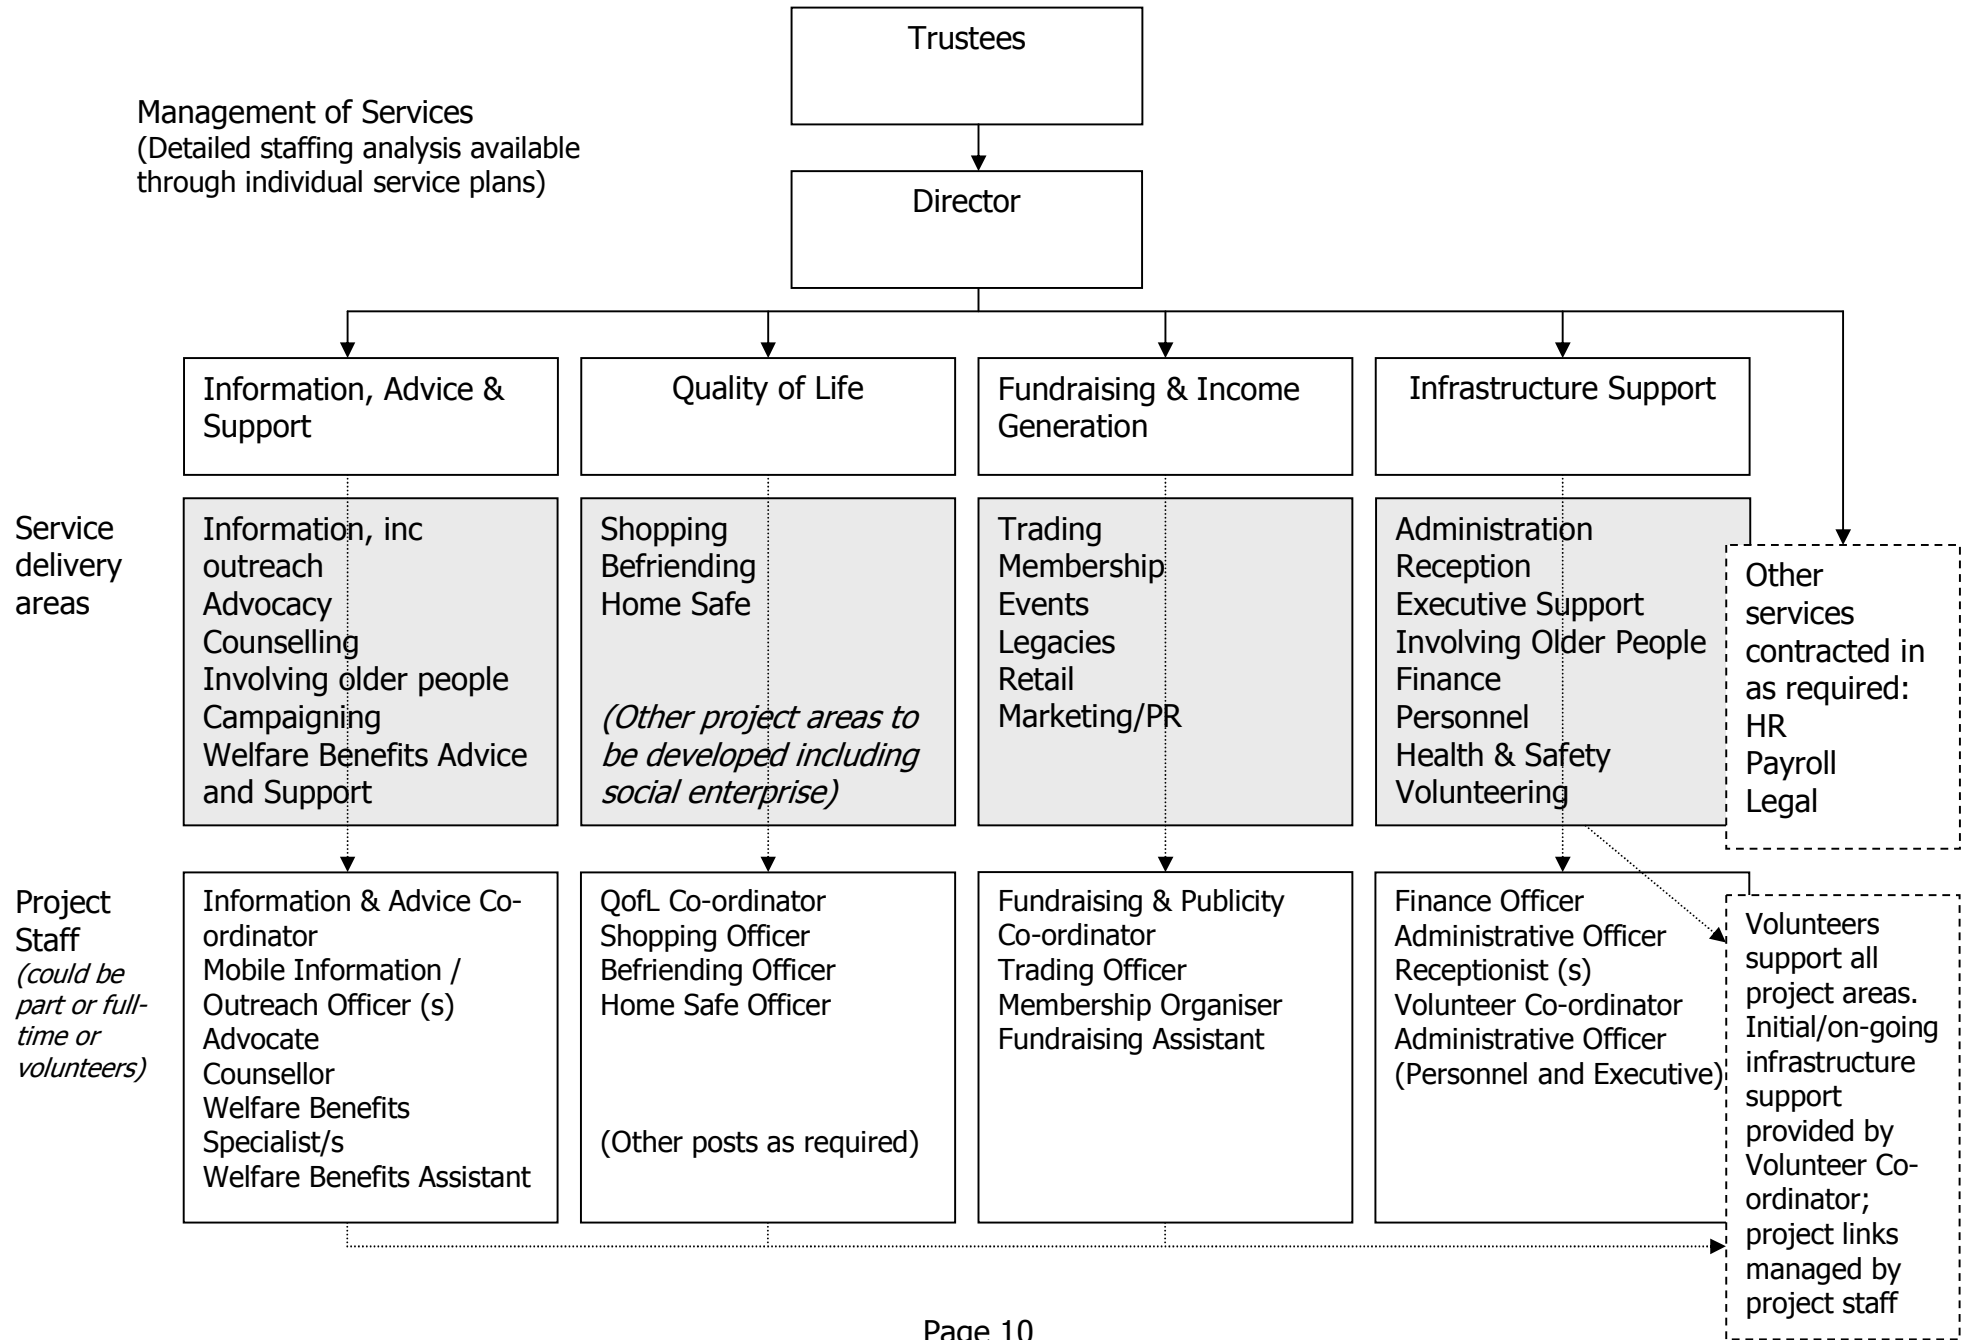 Trustees
Management of Services
(Detailed staffing analysis available
through individual service plans)
Director
Information, Advice &
Support
Quality of Life
Fundraising & Income
Generation
Infrastructure Support
Service
delivery
areas
Information, inc
outreach
Advocacy
Counselling
Involving older people
Campaigning
Welfare Benefits Advice
and Support
Shopping
Befriending
Home Safe
(Other project areas to
be developed including
social enterprise)
Trading
Membership
Events
Legacies
Retail
Marketing/PR
Administration
Reception
Executive Support
Involving Older People
Finance
Personnel
Health & Safety
Volunteering
Other
services
contracted in
as required:
HR
Payroll
Legal
Project
Staff
(could be
part or full-
time or
volunteers)
Information & Advice Co-
ordinator
Mobile Information /
Outreach Officer (s)
Advocate
Counsellor
Welfare Benefits
Specialist/s
Welfare Benefits Assistant
QofL Co-ordinator
Shopping Officer
Befriending Officer
Home Safe Officer
(Other posts as required)
Fundraising & Publicity
Co-ordinator
Trading Officer
Membership Organiser
Fundraising Assistant
Finance Officer
Administrative Officer
Receptionist (s)
Volunteer Co-ordinator
Administrative Officer
(Personnel and Executive)
Volunteers
support all
project areas.
Initial/on-going
infrastructure
support
provided by
Volunteer Co-
ordinator;
project links
managed by
project staff
Page 10